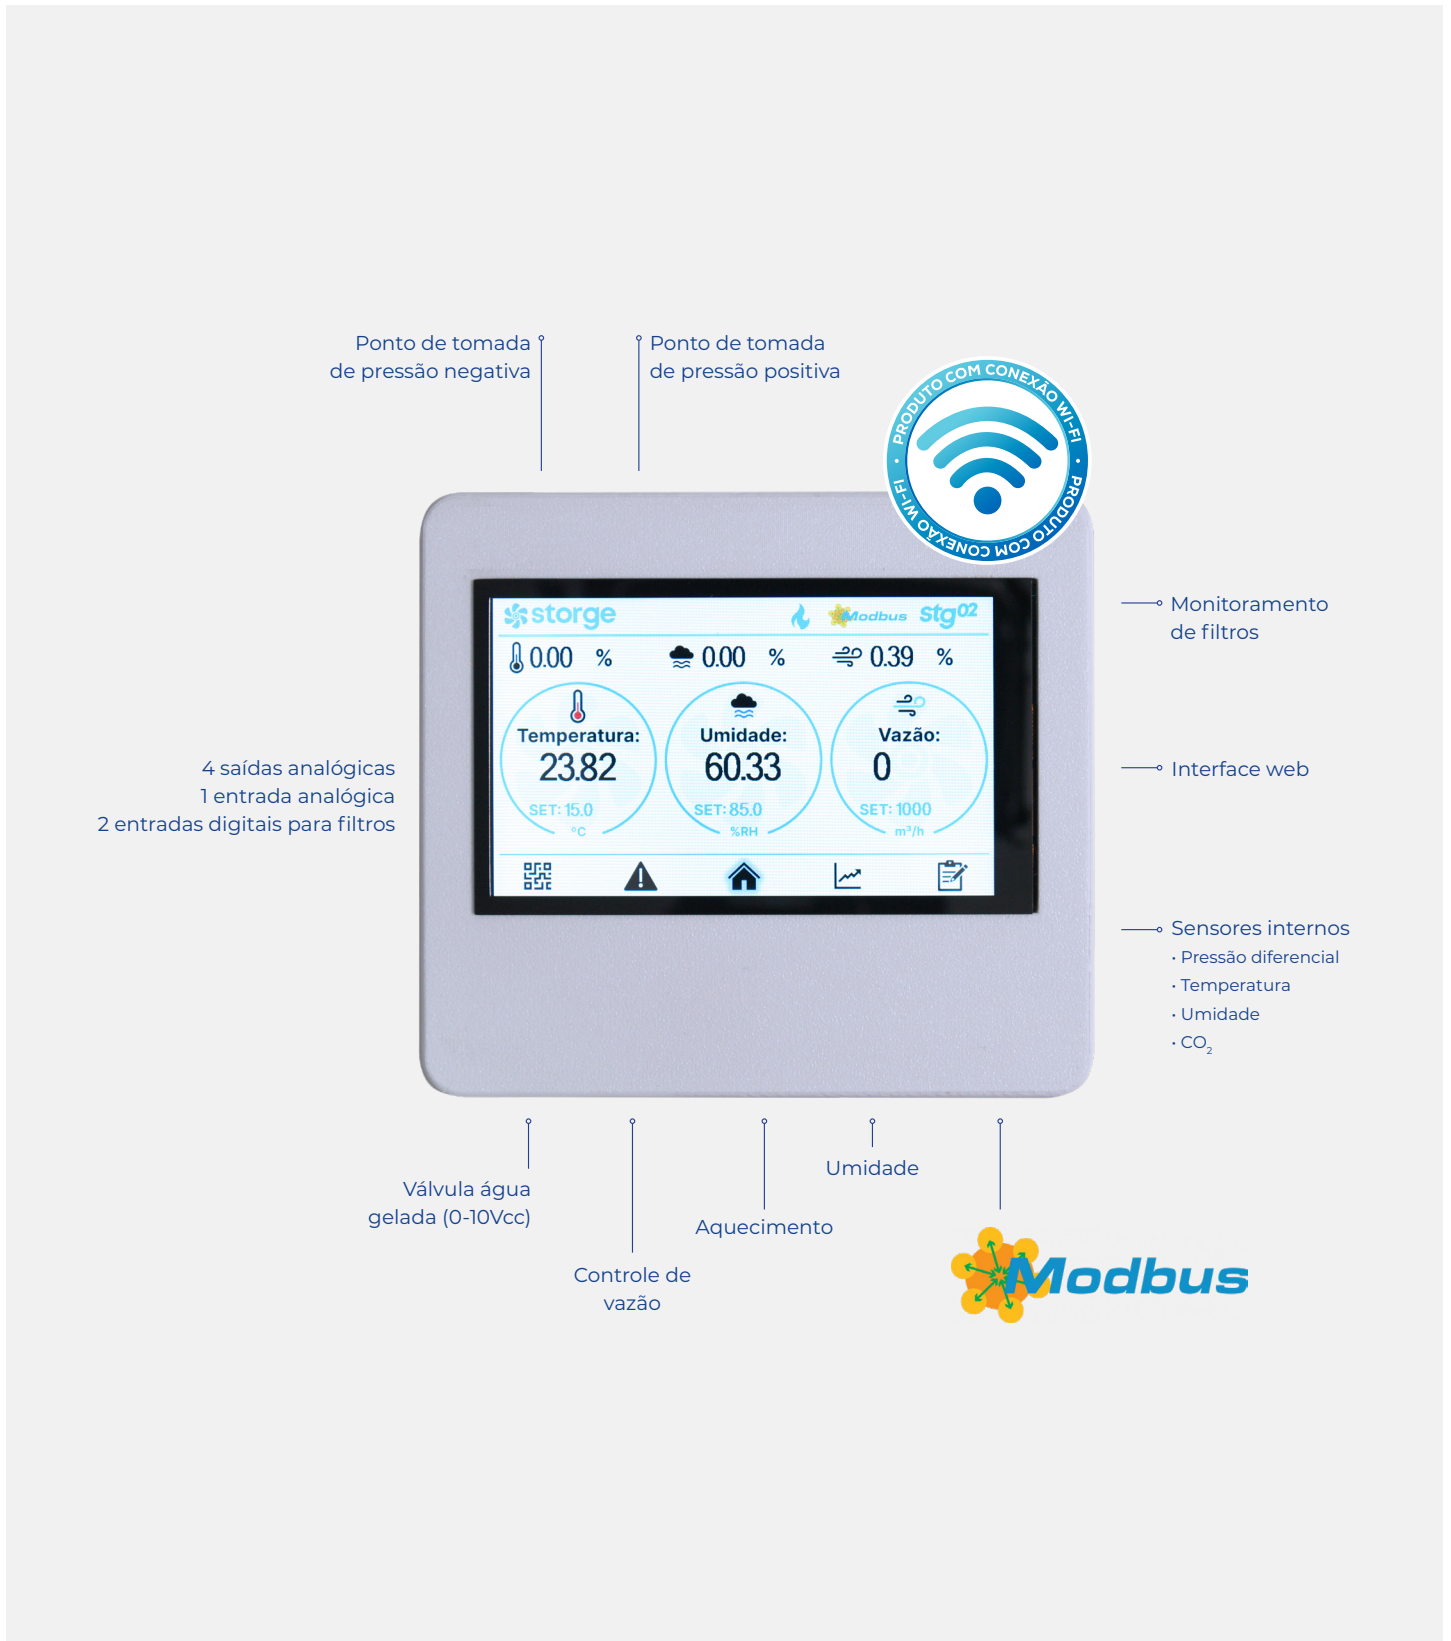 Ponto de tomada
de pressão negativa
Ponto de tomada
de pressão positiva
PRODUTO COM CONEXÃO WI-FI • PRODUTO COM CONEXÃO WI-FI •
storge
Modbus
stg02
0.00 %
0.00 %
0.39 %
Temperatura:
23.82
SET: 15.0
°C
Umidade:
60.33
SET: 85.0
%RH
Vazão:
0
SET: 1000
m³/h
4 saídas analógicas
1 entrada analógica
2 entradas digitais para filtros
Monitoramento
de filtros
Interface web
Sensores internos
• Pressão diferencial
• Temperatura
• Umidade
• CO₂
Válvula água
gelada (0-10Vcc)
Controle de
vazão
Aquecimento
Umidade
Modbus